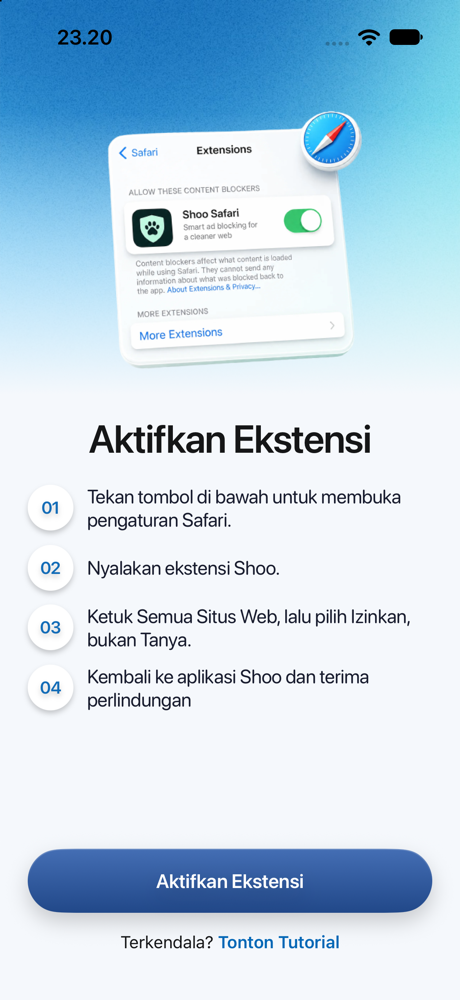 23.20
Safari
Extensions
ALLOW THESE CONTENT BLOCKERS
Shoo Safari
Smart ad blocking for
a cleaner web
Content blockers affect what content is loaded
while using Safari. They cannot send any
information about what was blocked back to
the app. About Extensions & Privacy...
MORE EXTENSIONS
More Extensions
Aktifkan Ekstensi
01
Tekan tombol di bawah untuk membuka
pengaturan Safari.
02
Nyalakan ekstensi Shoo.
03
Ketuk Semua Situs Web, lalu pilih Izinkan,
bukan Tanya.
04
Kembali ke aplikasi Shoo dan terima
perlindungan
Aktifkan Ekstensi
Terkendala? Tonton Tutorial